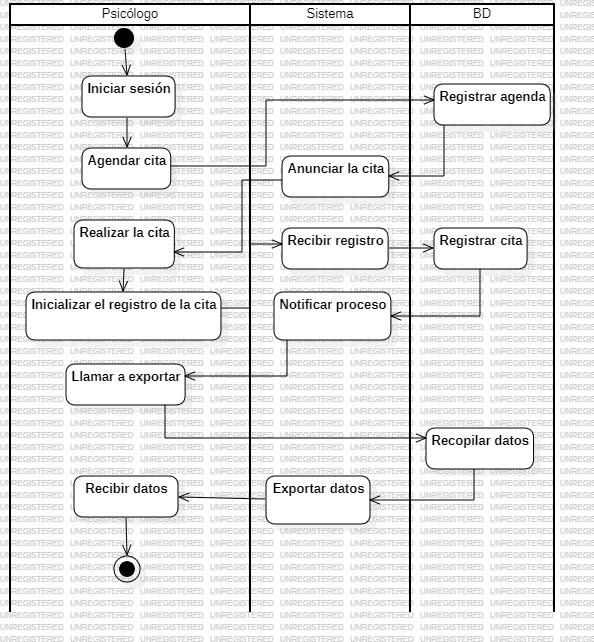 Psicólogo Sistema BD
Iniciar sesión
Registrar agenda
Agendar cita
Anunciar la cita
Realizar la cita
Recibir registro
Registrar cita
Inicializar el registro de la cita
Notificar proceso
Llamar a exportar
Recopilar datos
Recibir datos
Exportar datos
UNREGISTERED